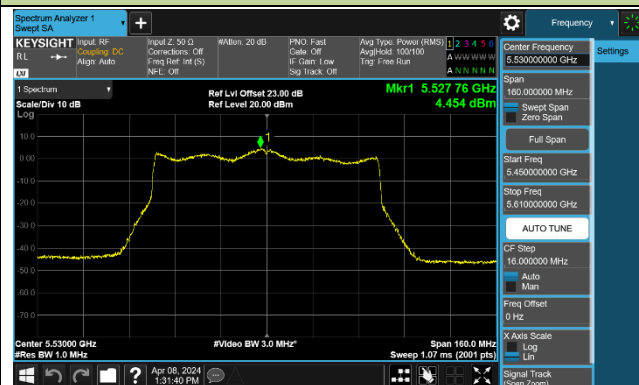 Spectrum Analyzer 1
Swept SA
+
Frequency
KEYSIGHT
RL
LXI
Input: RF
Coupling: DC
Align: Auto
Input Z: 50 Ω
Corrections: Off
Freq Ref: Int (S)
NFE: Off
#Atten: 20 dB
PNO: Fast
Gate: Off
IF Gain: Low
Sig Track: Off
Avg Type: Power (RMS)
Avg|Hold: 100/100
Trig: Free Run
1 2 3 4 5 6
A W W W W W
A N N N N N
1 Spectrum
Scale/Div 10 dB
Log
Ref Lvl Offset 23.00 dB
Ref Level 20.00 dBm
Mkr1 5.527 76 GHz
4.454 dBm
1
10.0
0.00
-10.0
-20.0
-30.0
-40.0
-50.0
-60.0
-70.0
Center 5.53000 GHz
#Res BW 1.0 MHz
#Video BW 3.0 MHz*
Span 160.0 MHz
Sweep 1.07 ms (2001 pts)
Apr 08, 2024
1:31:40 PM
?
Center Frequency
5.530000000 GHz
Settings
Span
160.000000 MHz
Swept Span
Zero Span
Full Span
Start Freq
5.450000000 GHz
Stop Freq
5.610000000 GHz
AUTO TUNE
CF Step
16.000000 MHz
Auto
Man
Freq Offset
0 Hz
X Axis Scale
Log
Lin
Signal Track
(Span Zoom)